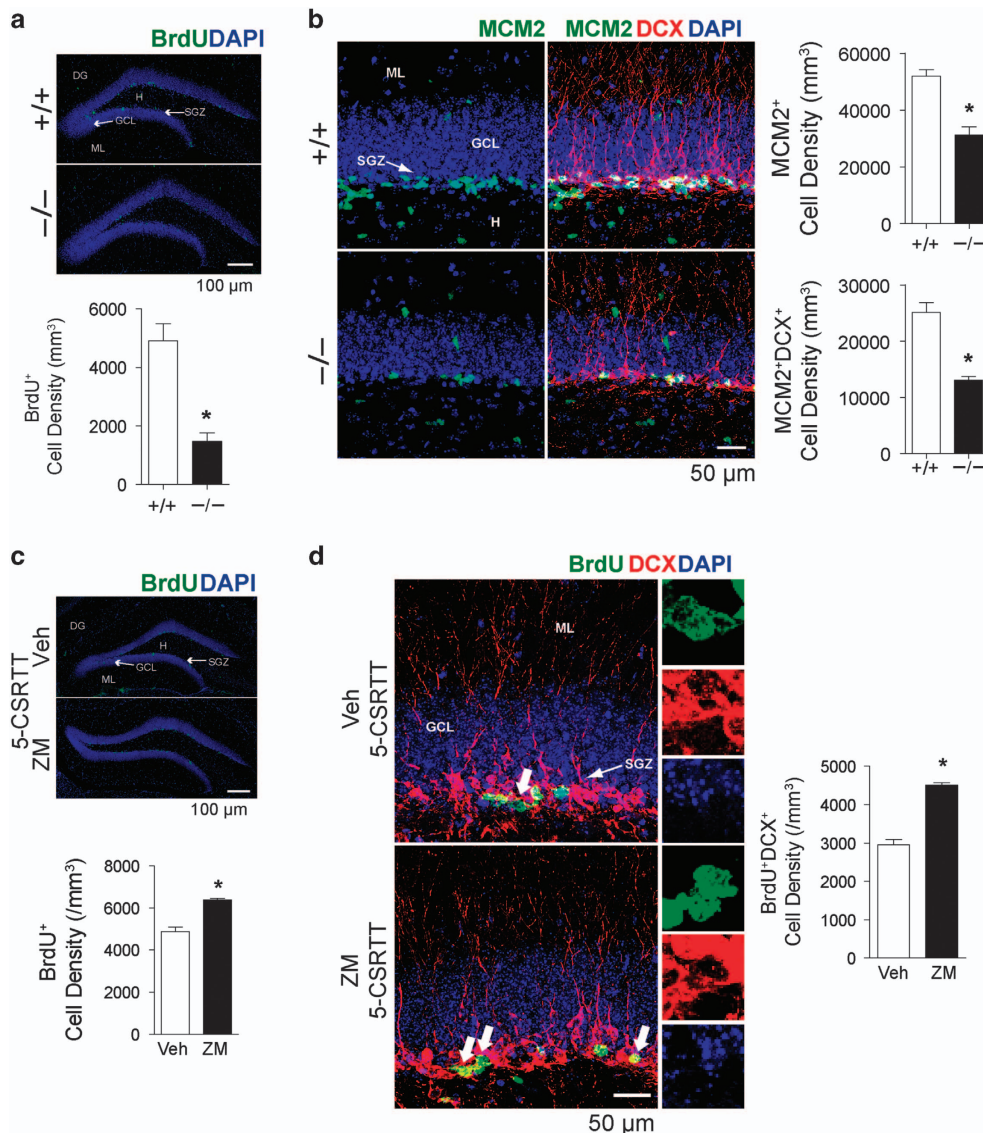 a
BrdU DAPI
+/+
DG
H
SGZ
GCL
ML
−/−
100 µm
BrdU⁺
Cell Density (mm³)
6000
4000
2000
0
*
+/+ −/−
b
MCM2 MCM2 DCX DAPI
+/+
ML
GCL
SGZ
H
−/−
50 µm
MCM2⁺
Cell Density (mm³)
60000
40000
20000
0
*
+/+ −/−
MCM2⁺DCX⁺
Cell Density (mm³)
30000
20000
10000
0
*
+/+ −/−
c
BrdU DAPI
5-CSRTT
Veh
ZM
DG
H
GCL
SGZ
ML
100 µm
BrdU⁺
Cell Density (/mm³)
8000
6000
4000
2000
0
*
Veh ZM
d
BrdU DCX DAPI
Veh
5-CSRTT
ML
GCL
SGZ
ZM
5-CSRTT
50 µm
BrdU⁺DCX⁺
Cell Density (/mm³)
5000
4000
3000
2000
1000
0
*
Veh ZM